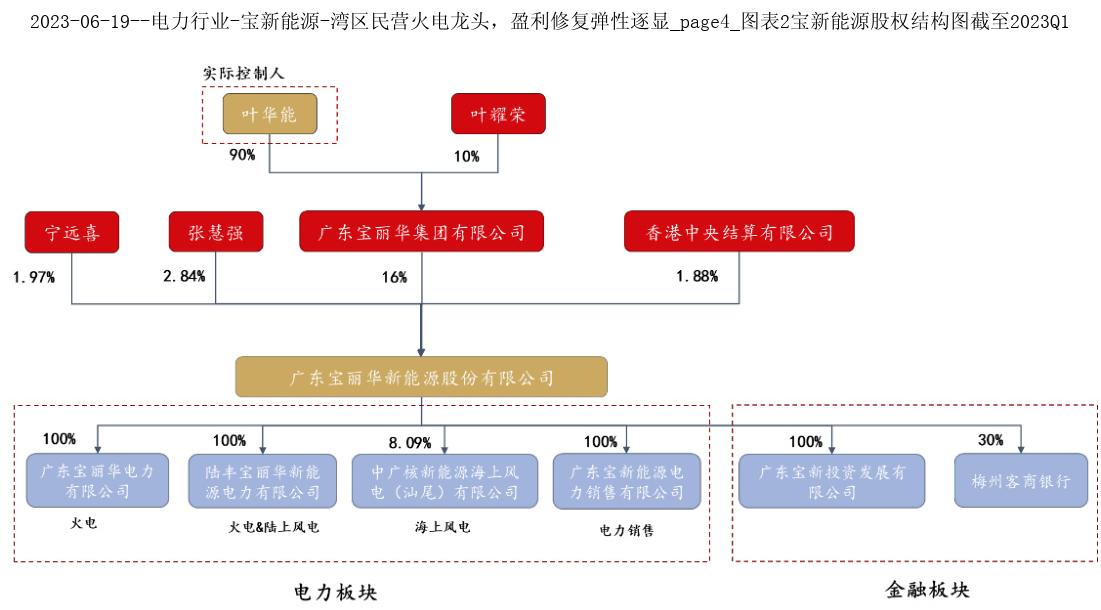 2023-06-19--电力行业-宝新能源-湾区民营火电龙头，盈利修复弹性逐显_page4_图表2宝新能源股权结构图截至2023Q1
实际控制人
叶华能
叶耀荣
90%
10%
宁远喜
张慧强
广东宝丽华集团有限公司
香港中央结算有限公司
1.97%
2.84%
16%
1.88%
广东宝丽华新能源股份有限公司
100%
100%
8.09%
100%
100%
30%
广东宝丽华电力
有限公司
陆丰宝丽华新能
源电力有限公司
中广核新能源海上风
电（汕尾）有限公司
广东宝新能源电
力销售有限公司
广东宝新投资发展有
限公司
梅州客商银行
火电
火电&陆上风电
海上风电
电力销售
电力板块
金融板块